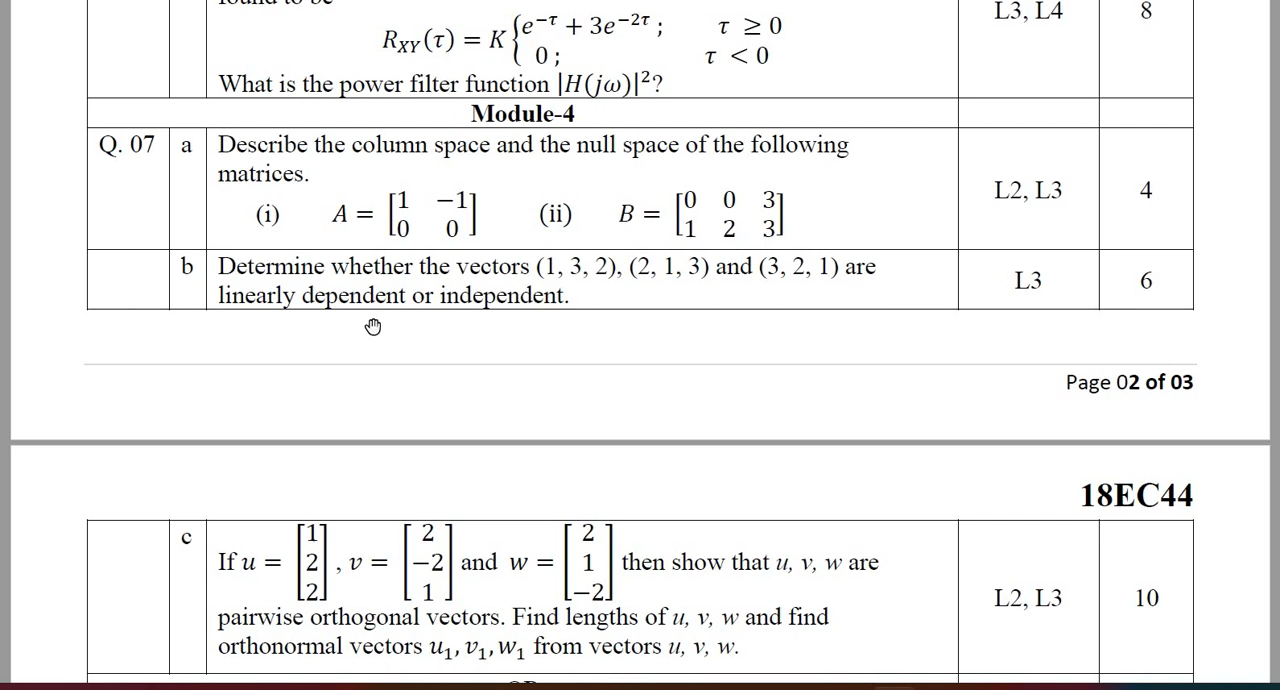 L3, L4 8
R_XY(τ) = K { e^{−τ} + 3e^{−2τ} ; τ ≥ 0
0 ; τ < 0
What is the power filter function |H(jω)|²?
Module-4
Q. 07 a Describe the column space and the null space of the following
matrices.
L2, L3 4
(i) A = [1 −1; 0 0] (ii) B = [0 0 3; 1 2 3]
b Determine whether the vectors (1, 3, 2), (2, 1, 3) and (3, 2, 1) are
linearly dependent or independent.
L3 6
Page 02 of 03
18EC44
c If u = [1; 2; 2], v = [2; −2; 1] and w = [2; 1; −2] then show that u, v, w are
pairwise orthogonal vectors. Find lengths of u, v, w and find
orthonormal vectors u₁, v₁, w₁ from vectors u, v, w.
L2, L3 10